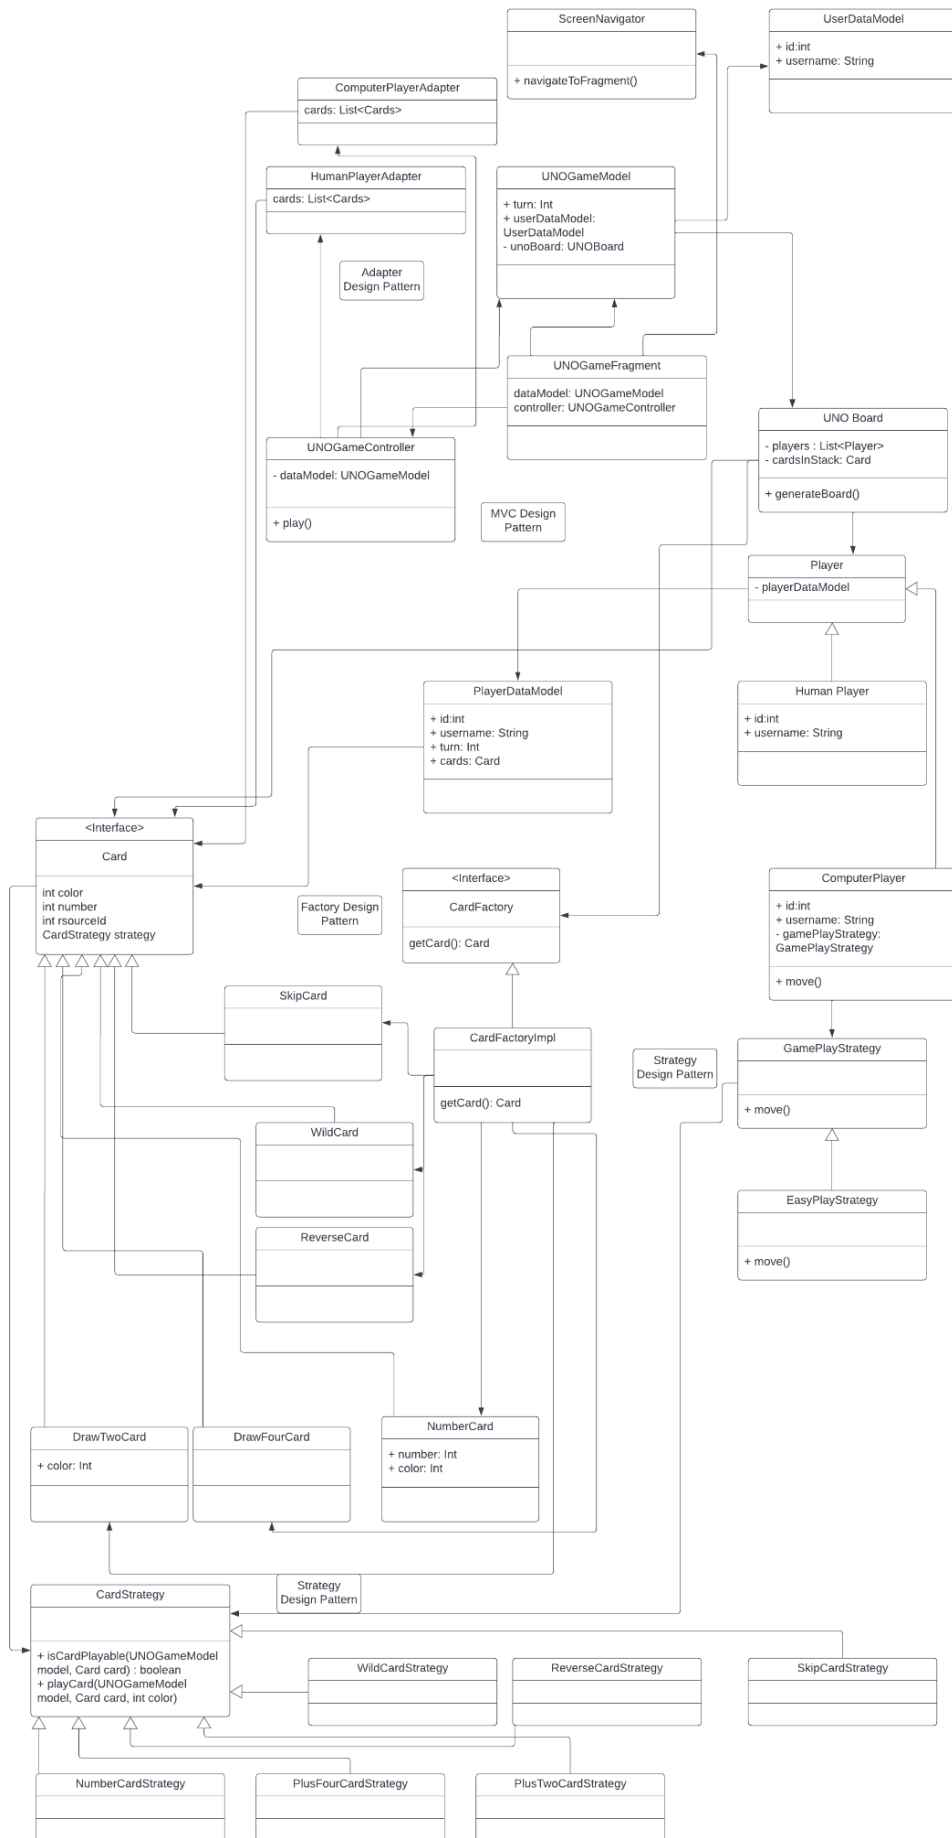 ScreenNavigator
+ navigateToFragment()
UserDataModel
+ id:int
+ username: String
ComputerPlayerAdapter
cards: List<Cards>
HumanPlayerAdapter
cards: List<Cards>
UNOGameModel
+ turn: Int
+ userDataModel:
UserDataModel
- unoBoard: UNOBoard
Adapter
Design Pattern
UNOGameFragment
dataModel: UNOGameModel
controller: UNOGameController
UNO Board
- players : List<Player>
- cardsInStack: Card
+ generateBoard()
UNOGameController
- dataModel: UNOGameModel
+ play()
MVC Design
Pattern
Player
- playerDataModel
PlayerDataModel
+ id:int
+ username: String
+ turn: Int
+ cards: Card
Human Player
+ id:int
+ username: String
<Interface>
Card
int color
int number
int rsourceId
CardStrategy strategy
Factory Design
Pattern
<Interface>
CardFactory
getCard(): Card
ComputerPlayer
+ id:int
+ username: String
- gamePlayStrategy:
GamePlayStrategy
+ move()
SkipCard
CardFactoryImpl
getCard(): Card
Strategy
Design Pattern
GamePlayStrategy
+ move()
WildCard
EasyPlayStrategy
+ move()
ReverseCard
DrawTwoCard
+ color: Int
DrawFourCard
NumberCard
+ number: Int
+ color: Int
Strategy
Design Pattern
CardStrategy
+ isCardPlayable(UNOGameModel
model, Card card) : boolean
+ playCard(UNOGameModel
model, Card card, int color)
WildCardStrategy
ReverseCardStrategy
SkipCardStrategy
NumberCardStrategy
PlusFourCardStrategy
PlusTwoCardStrategy